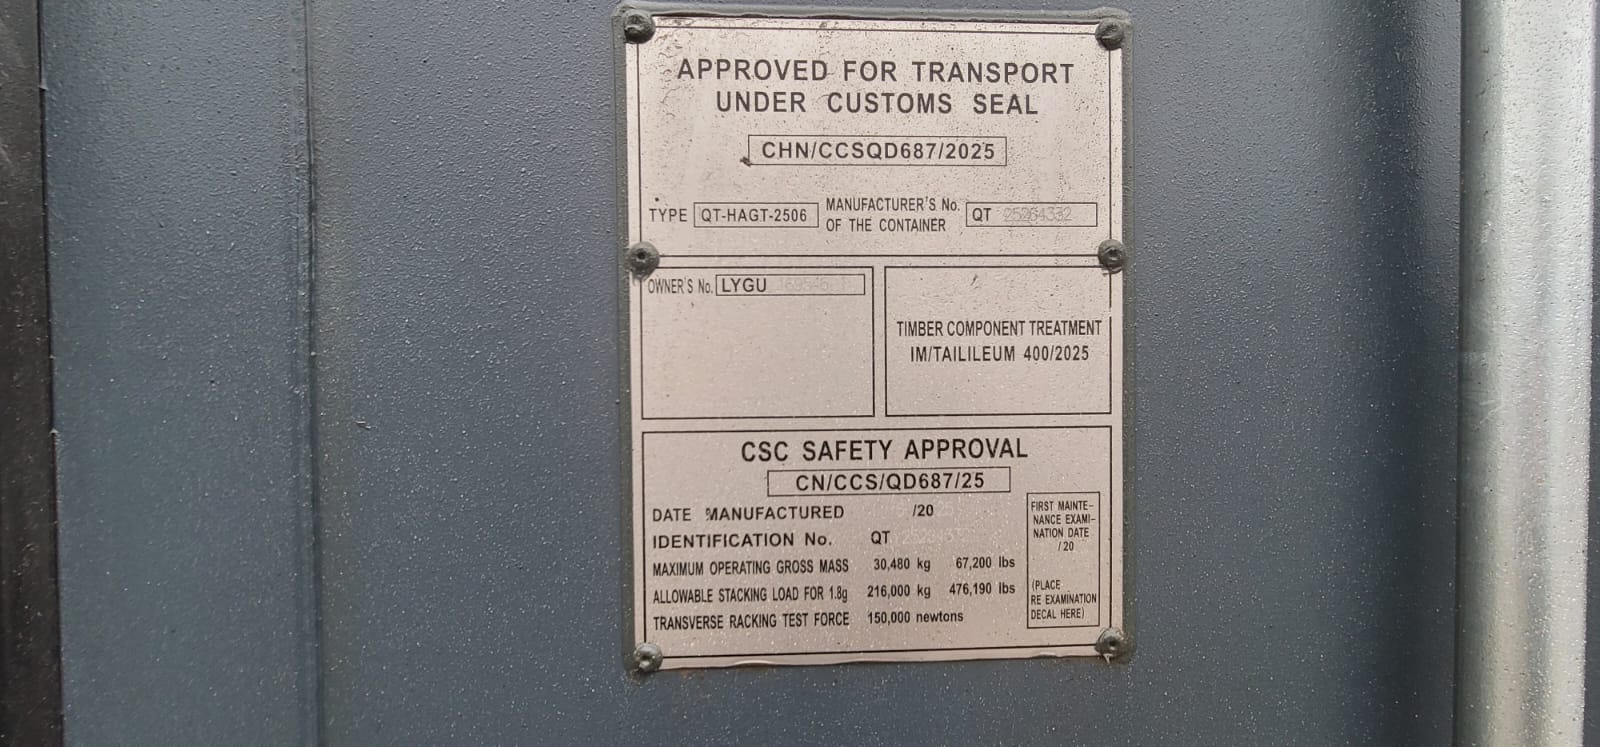 APPROVED FOR TRANSPORT
UNDER CUSTOMS SEAL
CHN/CCSQD687/2025
TYPE QT-HAGT-2506 MANUFACTURER'S No. OF THE CONTAINER QT 25264332
OWNER'S No. LYGU
TIMBER COMPONENT TREATMENT
IM/TAILILEUM 400/2025
CSC SAFETY APPROVAL
CN/CCS/QD687/25
DATE MANUFACTURED /20
IDENTIFICATION No. QT
MAXIMUM OPERATING GROSS MASS 30,480 kg 67,200 lbs
ALLOWABLE STACKING LOAD FOR 1.8g 216,000 kg 476,190 lbs
TRANSVERSE RACKING TEST FORCE 150,000 newtons
FIRST MAINTE-
NANCE EXAMI-
NATION DATE
/20
(PLACE
RE EXAMINATION
DECAL HERE)